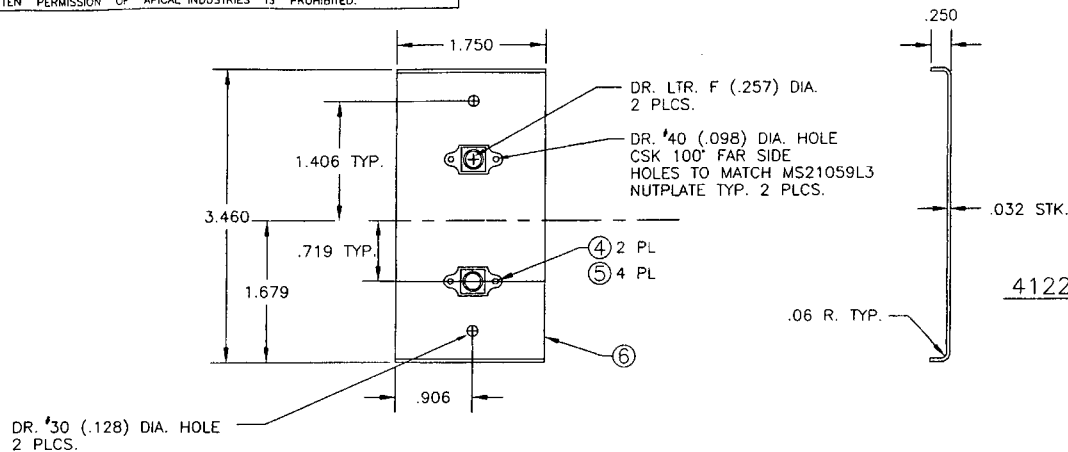 TEN PERMISSION OF APICAL INDUSTRIES IS PROHIBITED.
.250
1.750
DR. LTR. F (.257) DIA.
2 PLCS.
DR. #40 (.098) DIA. HOLE
CSK 100° FAR SIDE
HOLES TO MATCH MS21059L3
NUTPLATE TYP. 2 PLCS.
1.406 TYP.
3.460
.032 STK.
.719 TYP.
4 2 PL
5 4 PL
1.679
4122
.06 R. TYP.
6
.906
DR. #30 (.128) DIA. HOLE
2 PLCS.